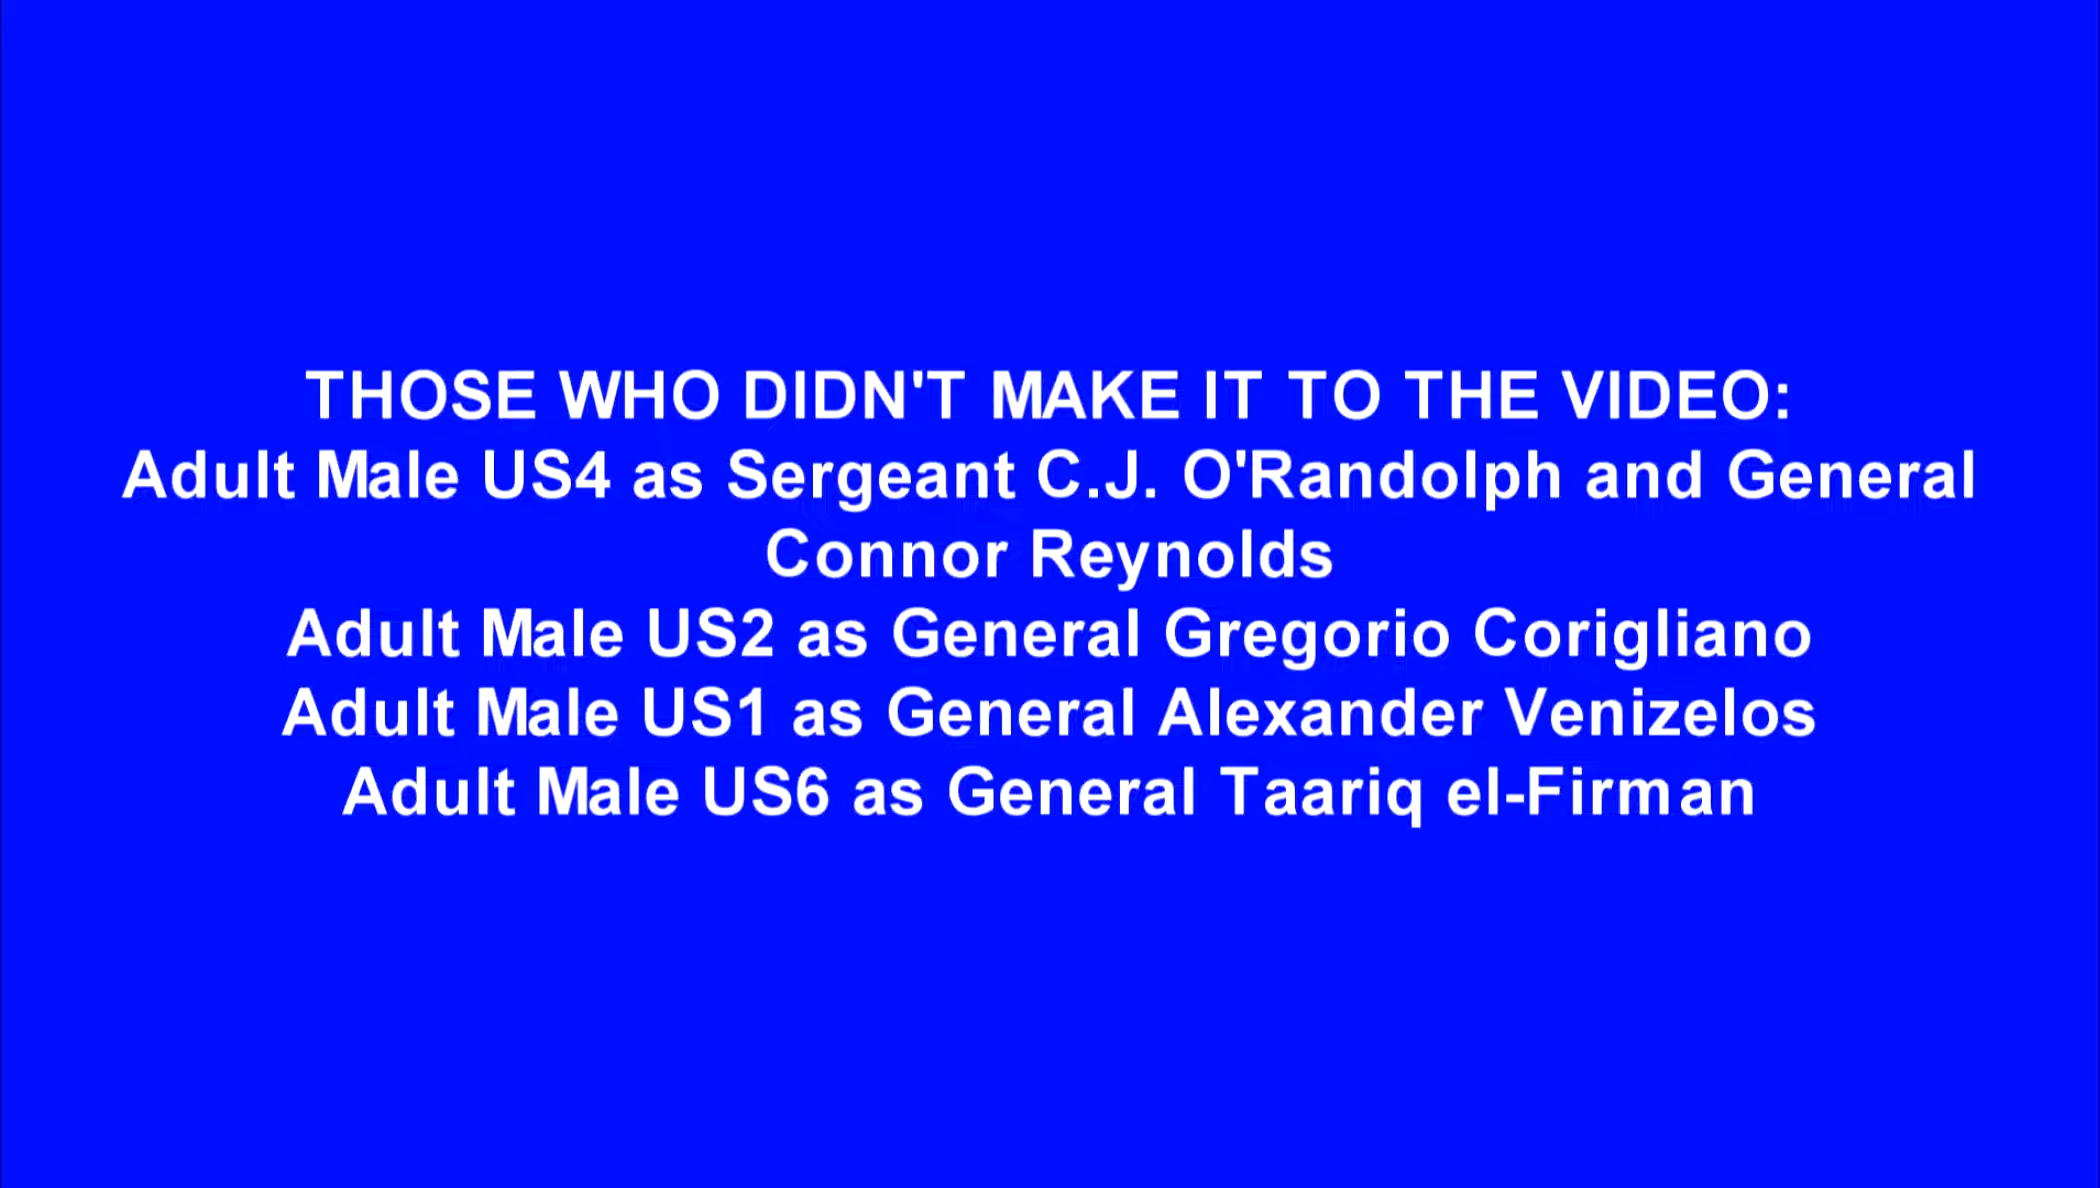 THOSE WHO DIDN'T MAKE IT TO THE VIDEO:
Adult Male US4 as Sergeant C.J. O'Randolph and General
Connor Reynolds
Adult Male US2 as General Gregorio Corigliano
Adult Male US1 as General Alexander Venizelos
Adult Male US6 as General Taariq el-Firman